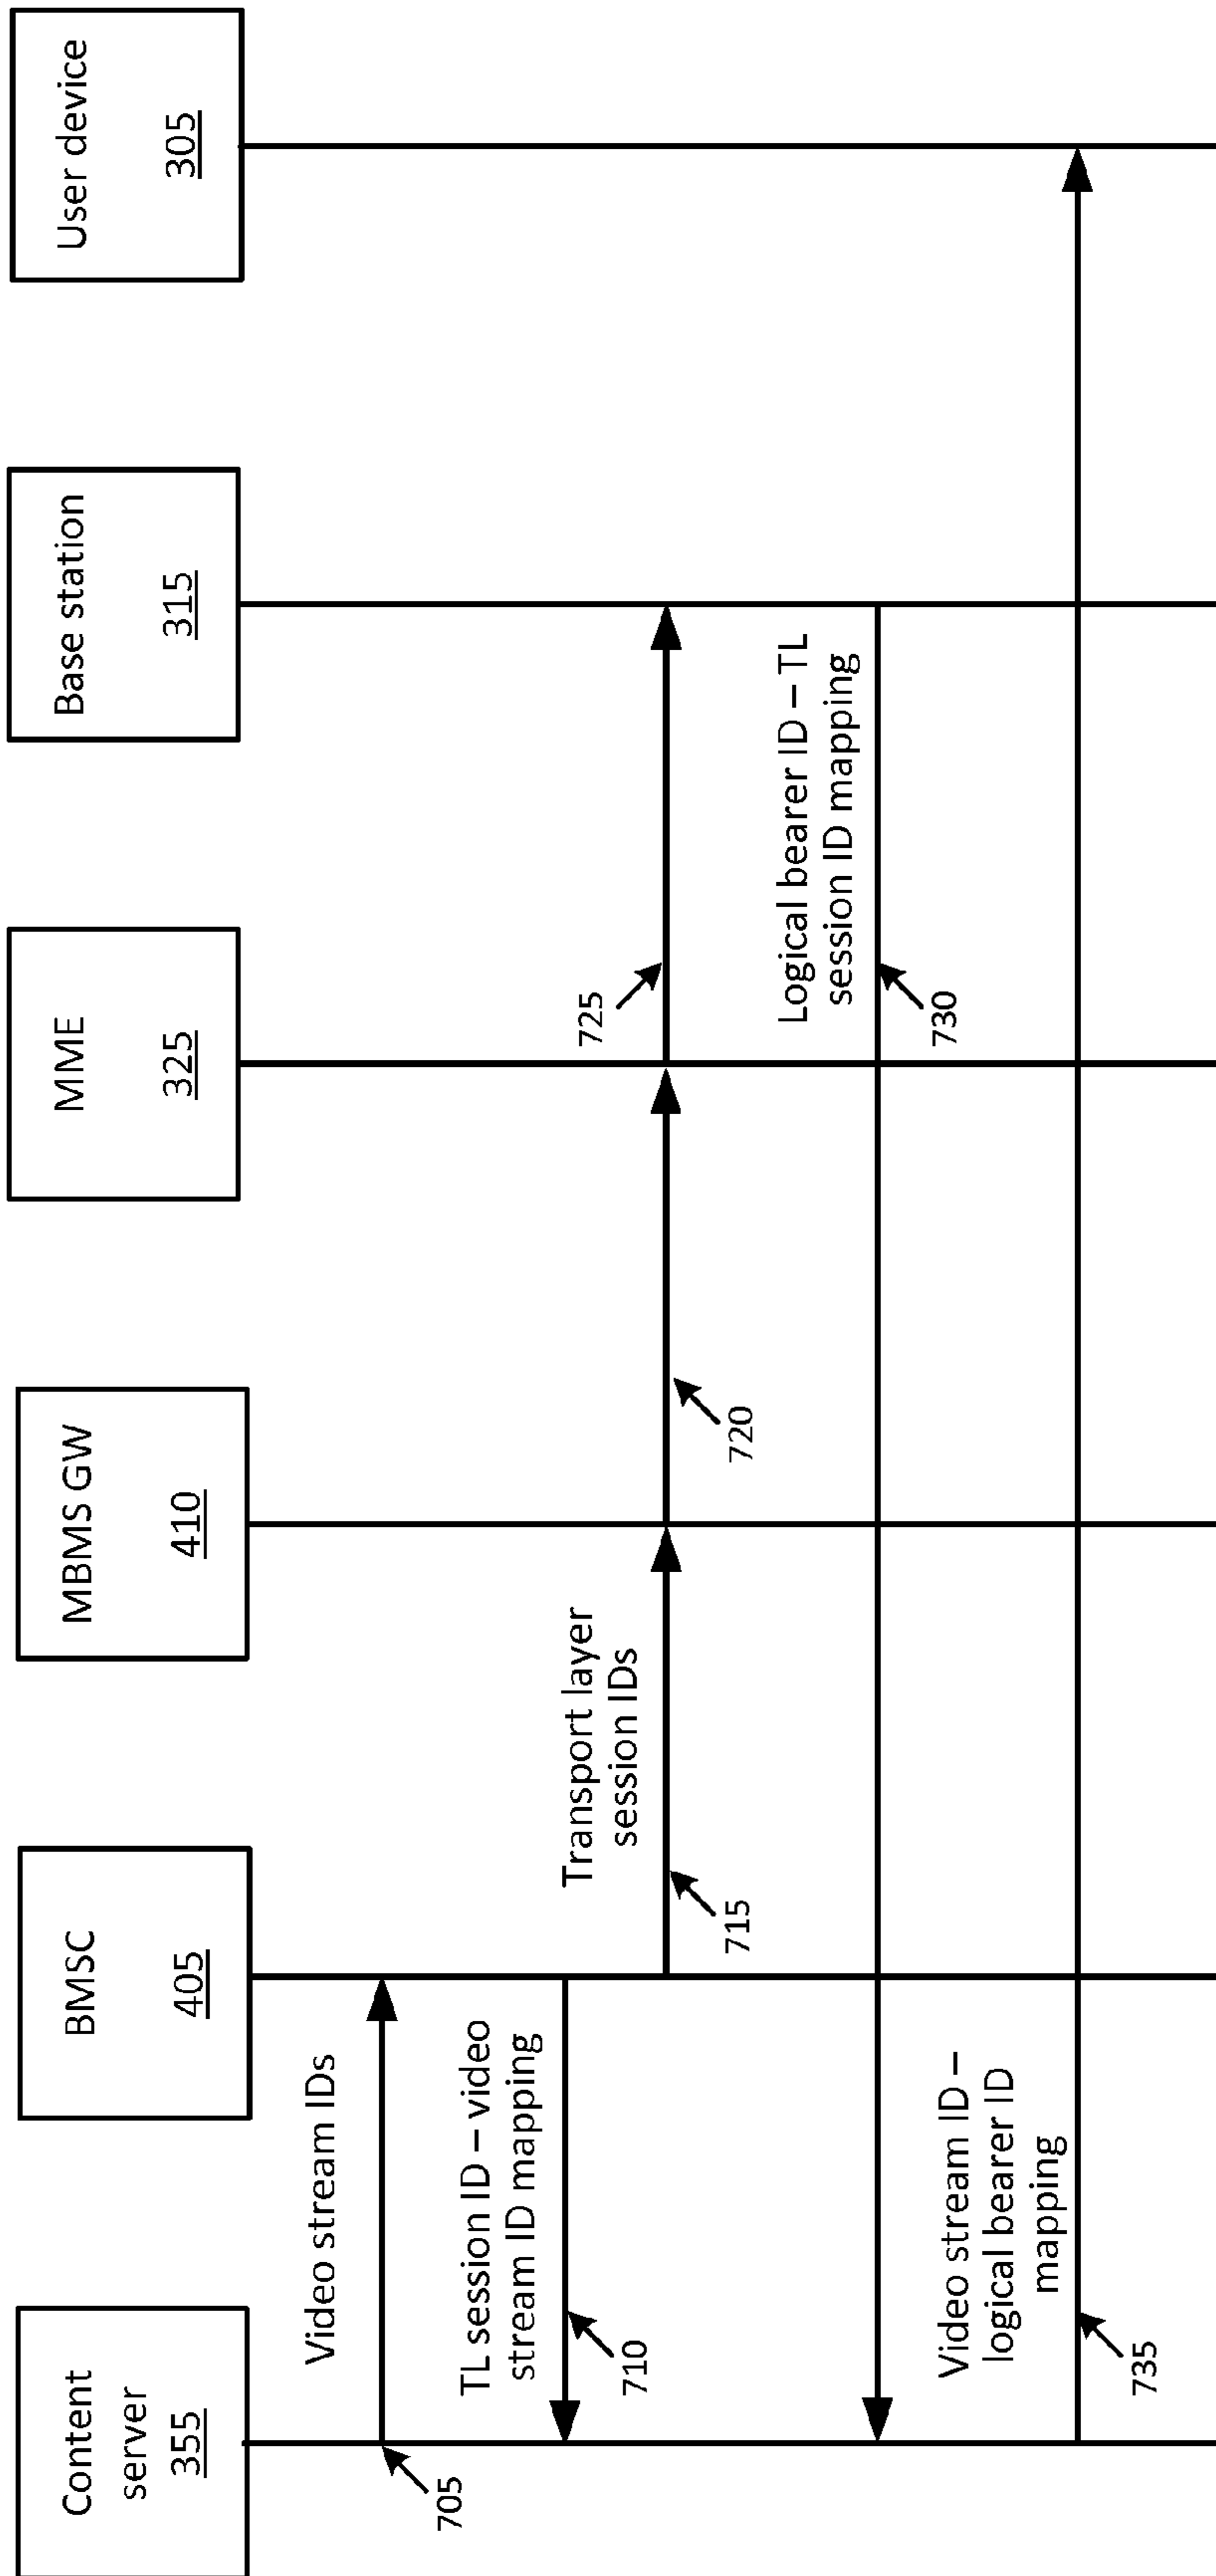 Content
server
355
BMSC
405
MBMS GW
410
MME
325
Base station
315
User device
305
705
Video stream IDs
TL session ID – video
stream ID mapping
710
Transport layer
session IDs
715
720
725
Logical bearer ID – TL
session ID mapping
730
Video stream ID –
logical bearer ID
mapping
735